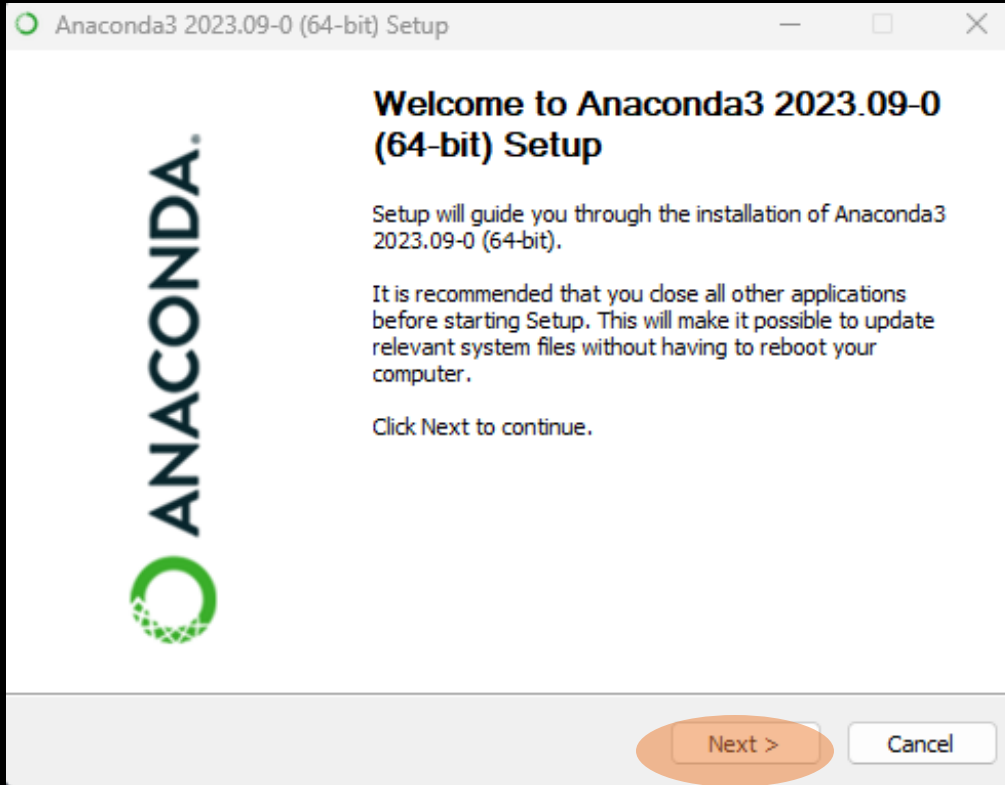 Anaconda3 2023.09-0 (64-bit) Setup
Welcome to Anaconda3 2023.09-0
(64-bit) Setup
Setup will guide you through the installation of Anaconda3
2023.09-0 (64-bit).
It is recommended that you close all other applications
before starting Setup. This will make it possible to update
relevant system files without having to reboot your
computer.
Click Next to continue.
ANACONDA.
Next >
Cancel